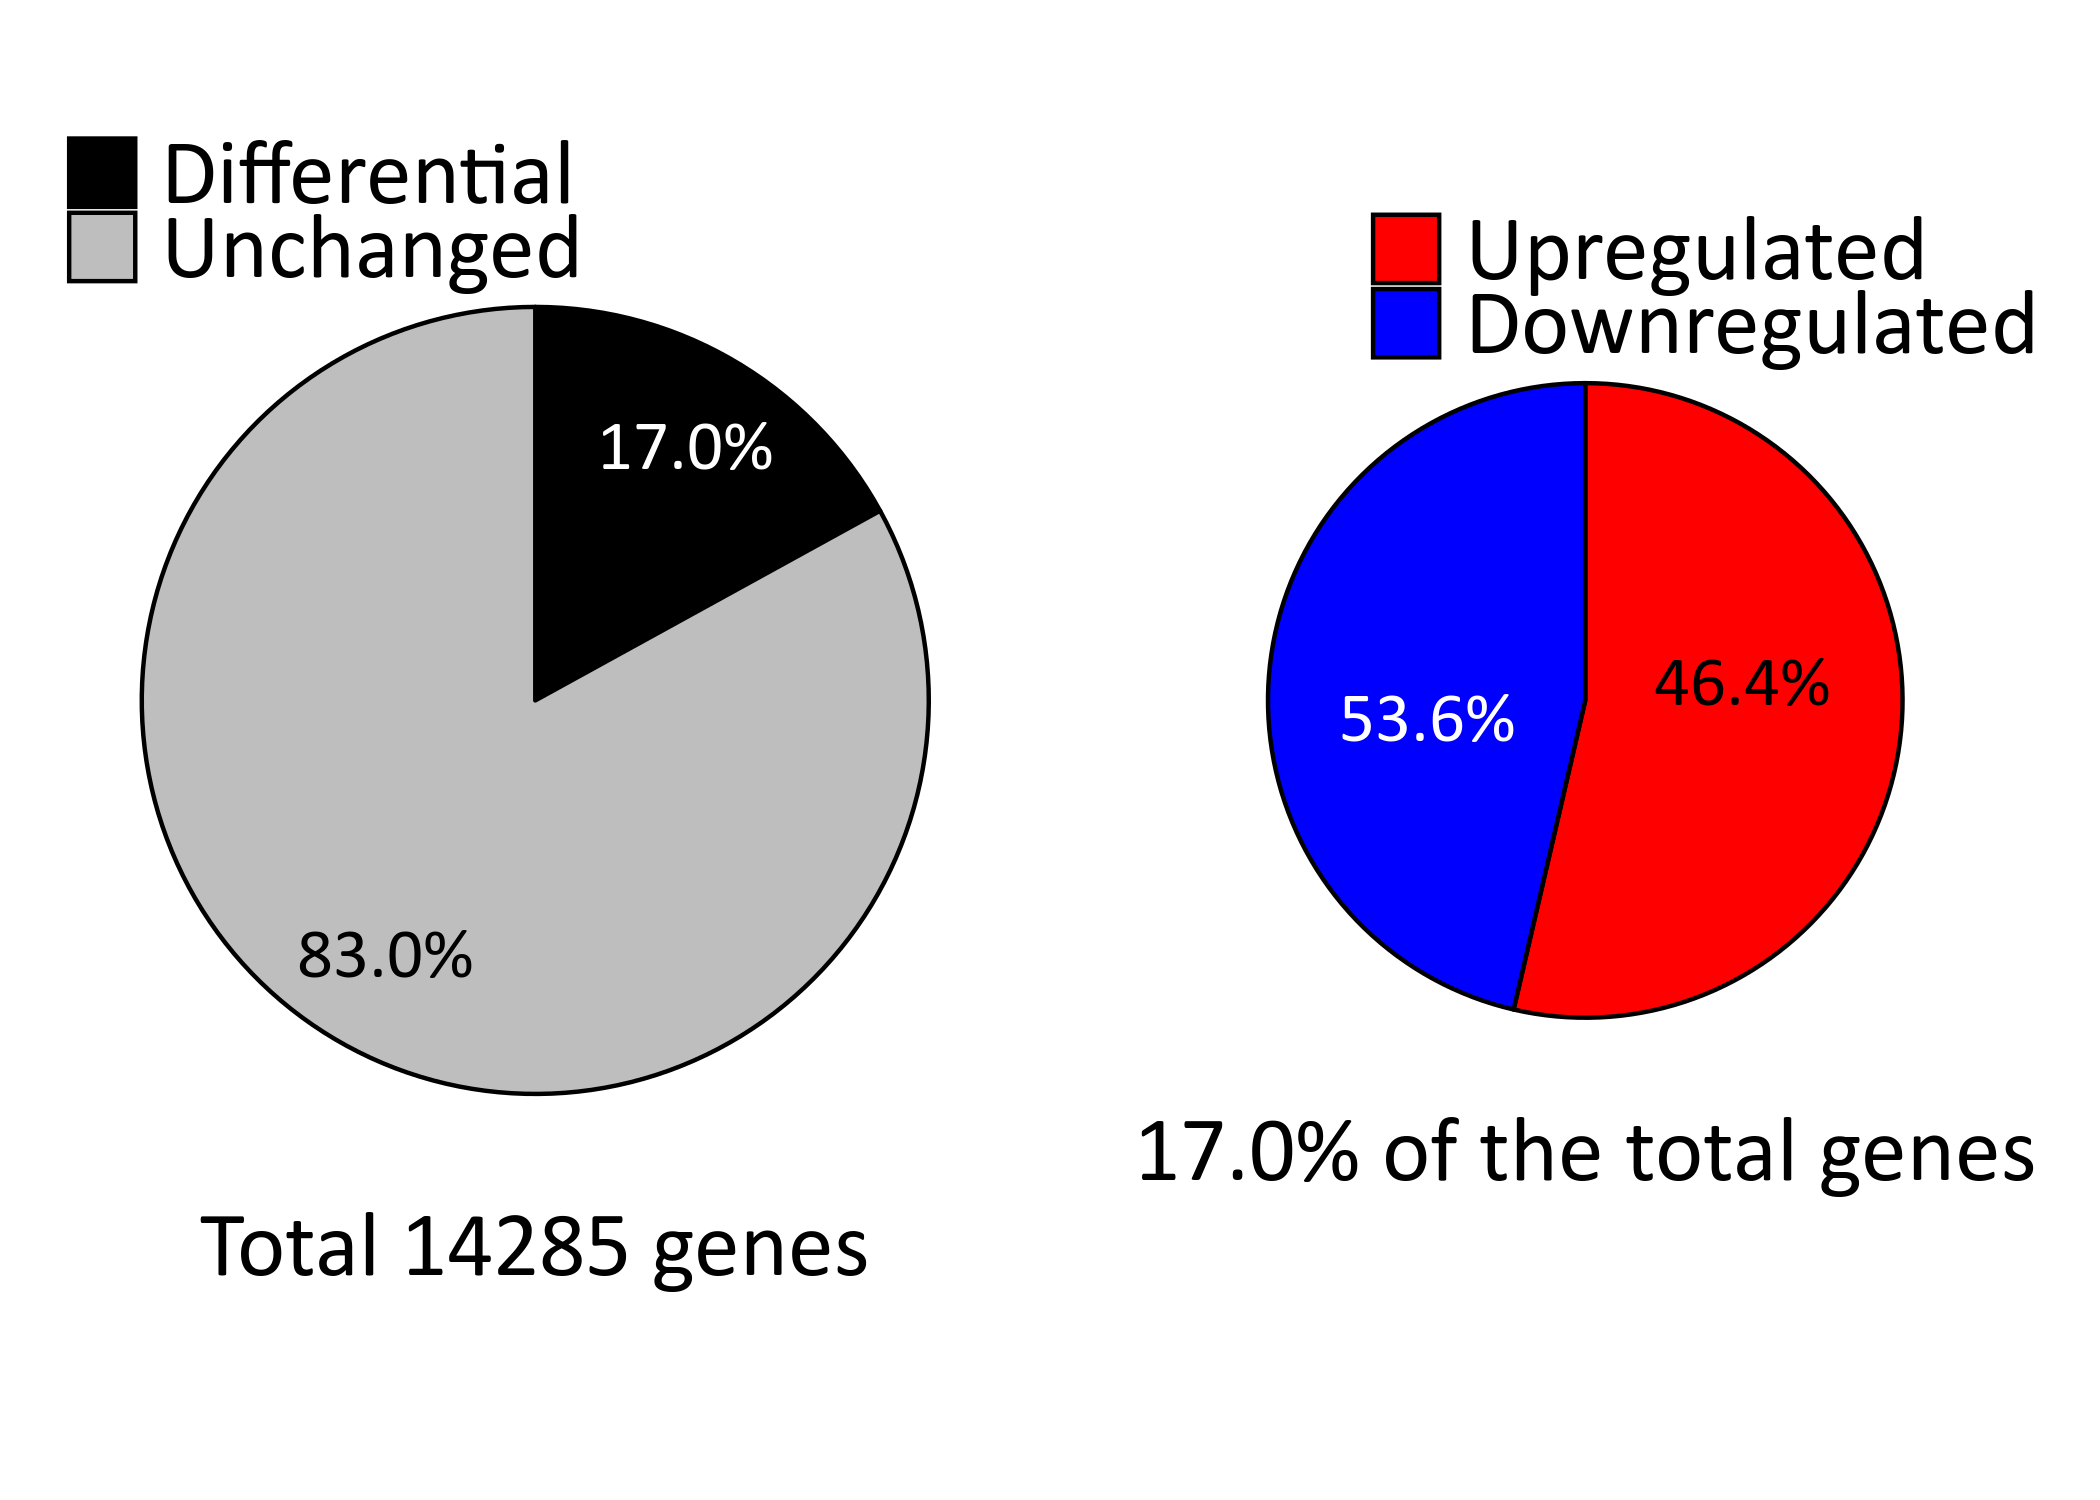 Differential
Unchanged
17.0%
83.0%
Total 14285 genes
Upregulated
Downregulated
46.4%
53.6%
17.0% of the total genes